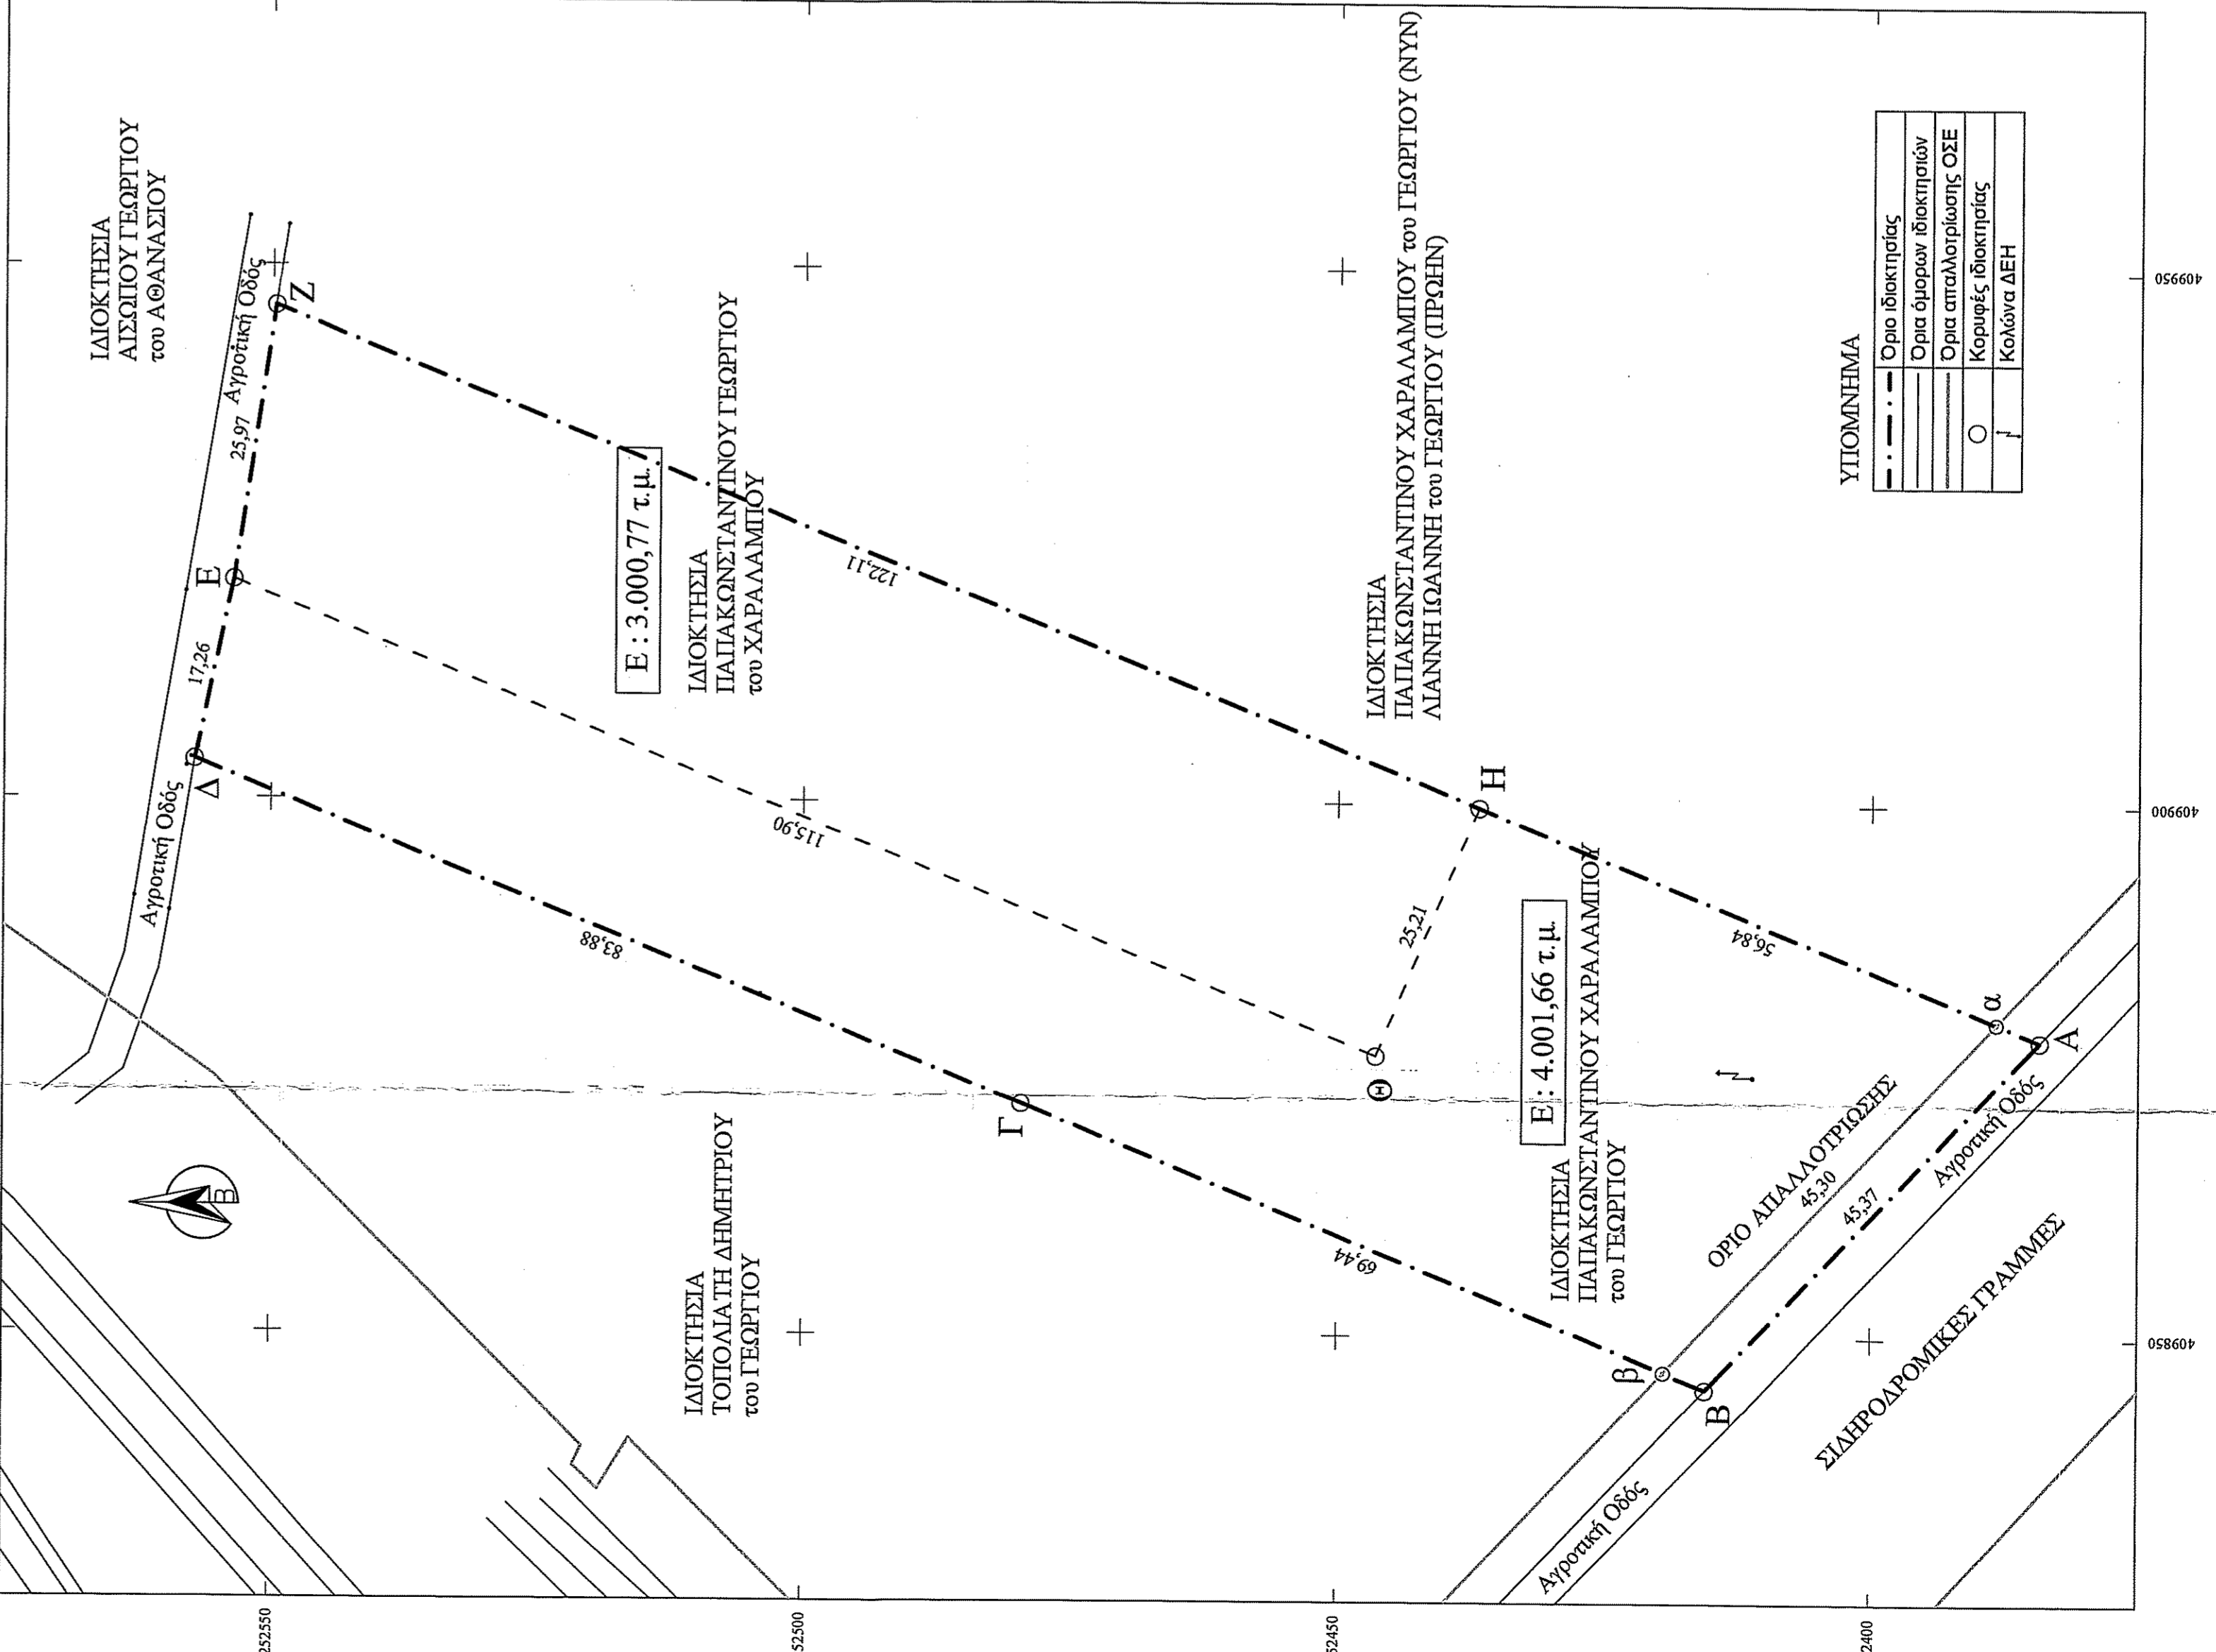 ΙΔΙΟΚΤΗΣΙΑ
ΑΙΣΩΠΟΥ ΓΕΩΡΓΙΟΥ
του ΑΘΑΝΑΣΙΟΥ
Αγροτική Οδός
Ζ
25,97
Ε
17,26
Δ
Αγροτική Οδός
Ε : 3.000,77 τ.μ.
ΙΔΙΟΚΤΗΣΙΑ
ΠΑΠΑΚΩΝΣΤΑΝΤΙΝΟΥ ΓΕΩΡΓΙΟΥ
του ΧΑΡΑΛΑΜΠΟΥ
122,11
115,90
83,88
Γ
Β
ΙΔΙΟΚΤΗΣΙΑ
ΤΟΠΟΛΙΑΤΗ ΔΗΜΗΤΡΙΟΥ
του ΓΕΩΡΓΙΟΥ
ΙΔΙΟΚΤΗΣΙΑ
ΠΑΠΑΚΩΝΣΤΑΝΤΙΝΟΥ ΧΑΡΑΛΑΜΠΟΥ του ΓΕΩΡΓΙΟΥ (ΝΥΝ)
ΛΙΑΝΝΗ ΙΩΑΝΝΗ του ΓΕΩΡΓΙΟΥ (ΠΡΩΗΝ)
Η
25,21
Θ
69,44
56,84
Ε : 4.001,66 τ.μ.
ΙΔΙΟΚΤΗΣΙΑ
ΠΑΠΑΚΩΝΣΤΑΝΤΙΝΟΥ ΧΑΡΑΛΑΜΠΟΥ
του ΓΕΩΡΓΙΟΥ
β
Β
α
Α
ΟΡΙΟ ΑΠΑΛΛΟΤΡΙΩΣΗΣ
45,30
45,37
Αγροτική Οδός
Αγροτική Οδός
ΣΙΔΗΡΟΔΡΟΜΙΚΕΣ ΓΡΑΜΜΕΣ
ΥΠΟΜΝΗΜΑ
Όριο ιδιοκτησίας
Όρια όμορων ιδιοκτησιών
Όρια απαλλοτρίωσης ΟΣΕ
Κορυφές ιδιοκτησίας
Κολώνα ΔΕΗ
409950
409900
409850
252550
52500
52450
52400